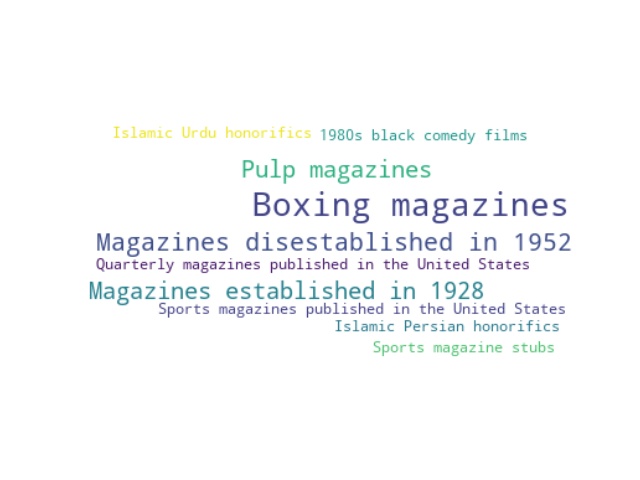 Islamic Urdu honorifics
1980s black comedy films
Pulp magazines
Boxing magazines
Magazines disestablished in 1952
Quarterly magazines published in the United States
Magazines established in 1928
Sports magazines published in the United States
Islamic Persian honorifics
Sports magazine stubs